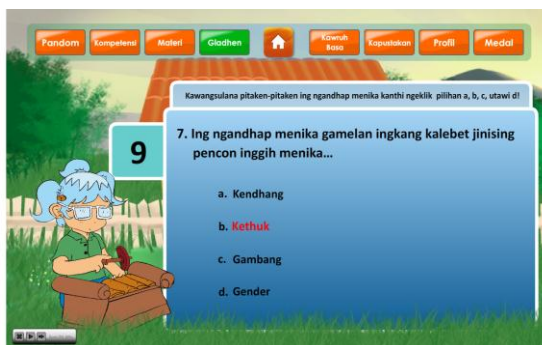 Pandom
Kompetensi
Materi
Gladhen
Kawruh
Basa
Kapustakan
Profil
Medal
Kawangsulana pitaken-pitaken ing ngandhap menika kanthi ngeklik pilihan a, b, c, utawi d!
9
7. Ing ngandhap menika gamelan ingkang kalebet jinising
pencon inggih menika...
a. Kendhang
b. Kethuk
c. Gambang
d. Gender